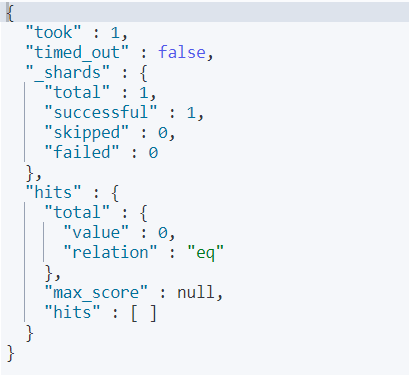 {
  "took" : 1,
  "timed_out" : false,
  "_shards" : {
    "total" : 1,
    "successful" : 1,
    "skipped" : 0,
    "failed" : 0
  },
  "hits" : {
    "total" : {
      "value" : 0,
      "relation" : "eq"
    },
    "max_score" : null,
    "hits" : [ ]
  }
}